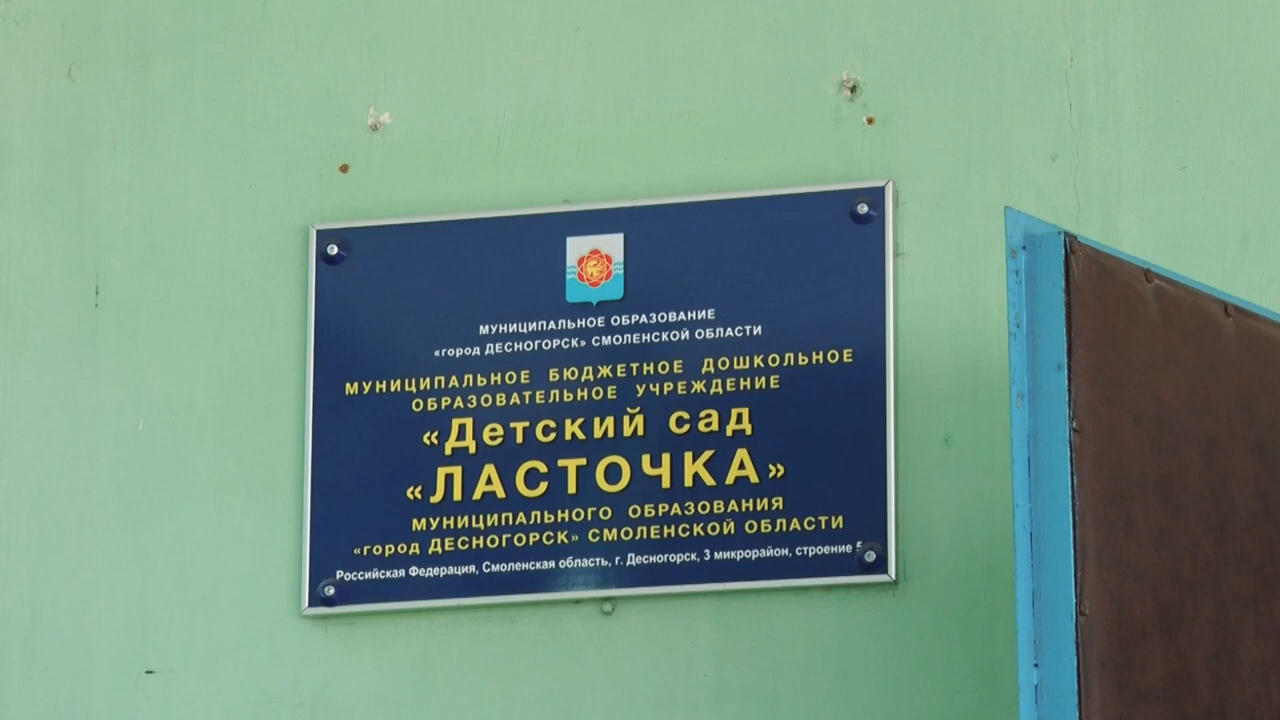 МУНИЦИПАЛЬНОЕ ОБРАЗОВАНИЕ
«город ДЕСНОГОРСК» СМОЛЕНСКОЙ ОБЛАСТИ
МУНИЦИПАЛЬНОЕ БЮДЖЕТНОЕ ДОШКОЛЬНОЕ
ОБРАЗОВАТЕЛЬНОЕ УЧРЕЖДЕНИЕ
«Детский сад
«ЛАСТОЧКА»
МУНИЦИПАЛЬНОГО ОБРАЗОВАНИЯ
«город ДЕСНОГОРСК» СМОЛЕНСКОЙ ОБЛАСТИ
Российская Федерация, Смоленская область, г. Десногорск, 3 микрорайон, строение